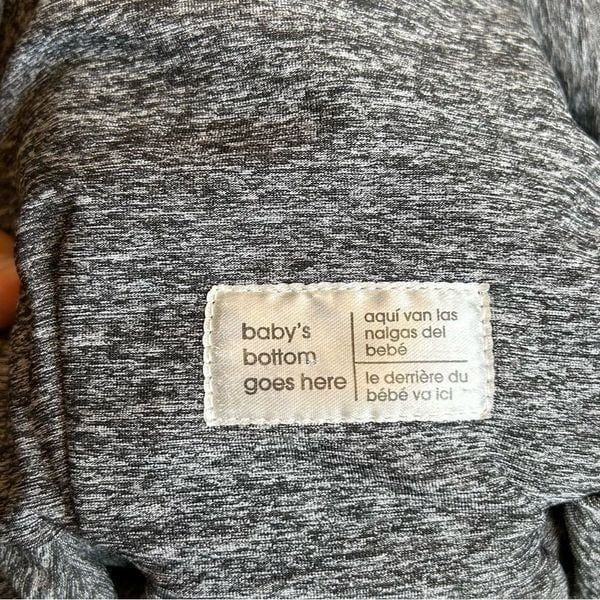 baby's
bottom
goes here
aquí van las
nalgas del
bebé
le derrière du
bébé va ici